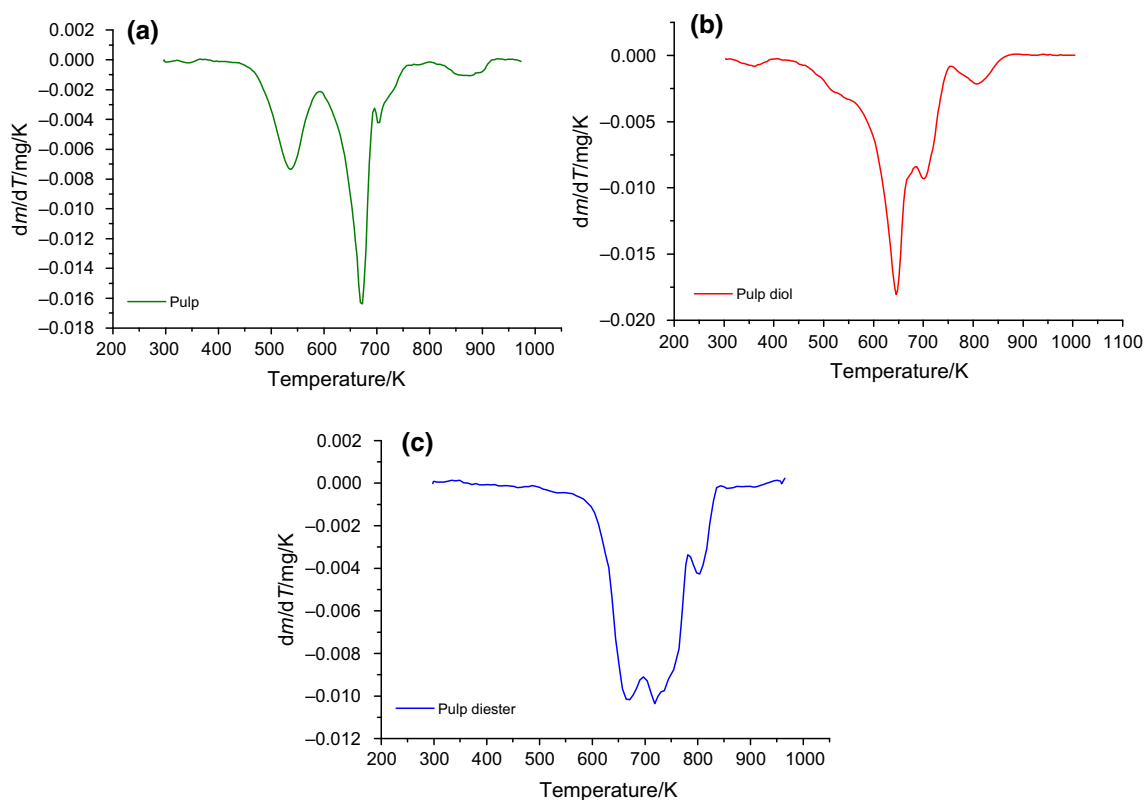 (a)
0.002
0.000
–0.002
–0.004
–0.006
–0.008
–0.010
–0.012
–0.014
–0.016
–0.018
dm/dT/mg/K
Pulp
200 300 400 500 600 700 800 900 1000
Temperature/K
(b)
0.000
–0.005
–0.010
–0.015
–0.020
dm/dT/mg/K
Pulp diol
200 300 400 500 600 700 800 900 1000 1100
Temperature/K
(c)
0.002
0.000
–0.002
–0.004
–0.006
–0.008
–0.010
–0.012
dm/dT/mg/K
Pulp diester
200 300 400 500 600 700 800 900 1000
Temperature/K